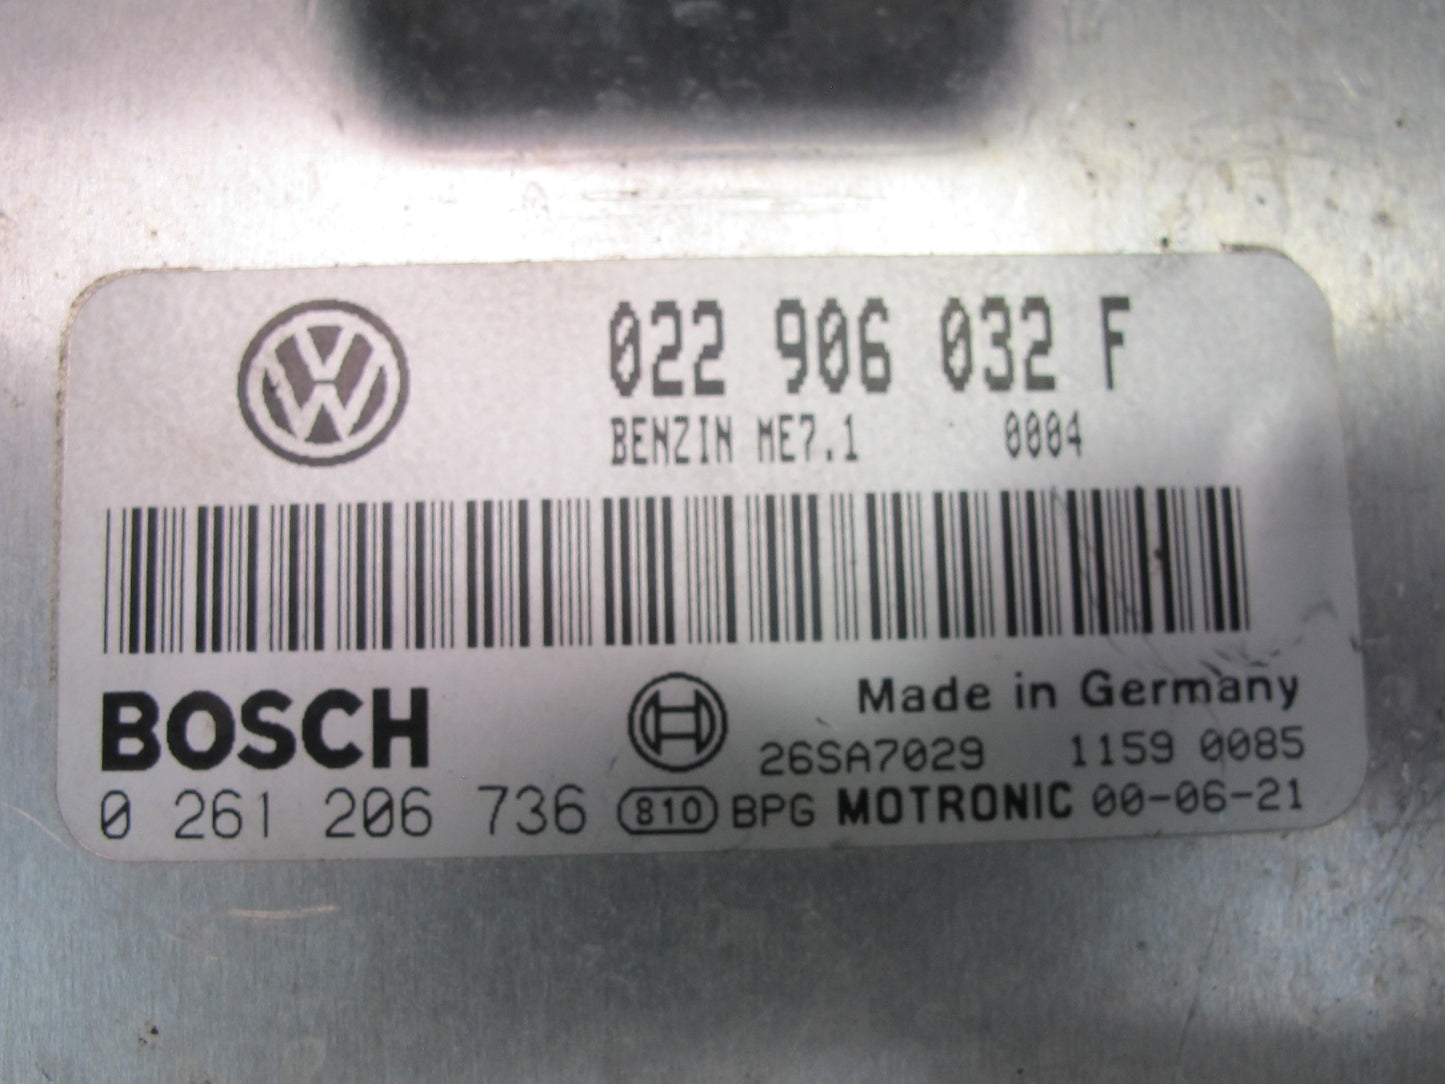 022 906 032 F
BENZIN ME7.1 0004
BOSCH
Made in Germany
26SA7029 1159 0085
0 261 206 736 810 BPG MOTRONIC 00-06-21